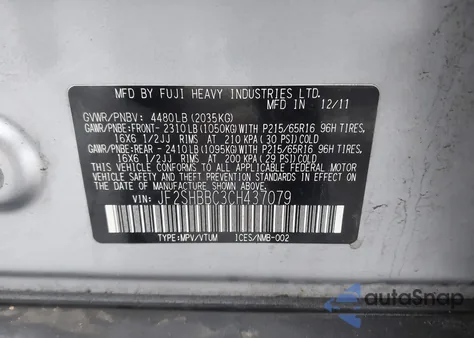 MFD BY FUJI HEAVY INDUSTRIES LTD.
MFD IN 12/11
GVWR/PNBV: 4480LB (2035KG)
GAWR/PNBE:FRONT- 2310LB (1050KG) WITH P215/65R16 96H TIRES,
16X6 1/2JJ RIMS AT 210 KPA (30 PSI) COLD
GAWR/PNBE:REAR - 2410LB (1095KG) WITH P215/65R16 96H TIRES,
16X6 1/2JJ RIMS AT 200 KPA (29 PSI) COLD
THIS VEHICLE CONFORMS TO ALL APPLICABLE FEDERAL MOTOR
VEHICLE SAFETY STANDARDS IN EFFECT ON THE DATE OF
MANUFACTURE SHOWN ABOVE.
VIN: JF2SHBBC3CH437079
TYPE:MPV/VTUM ICES/NMB-002
autoSnap